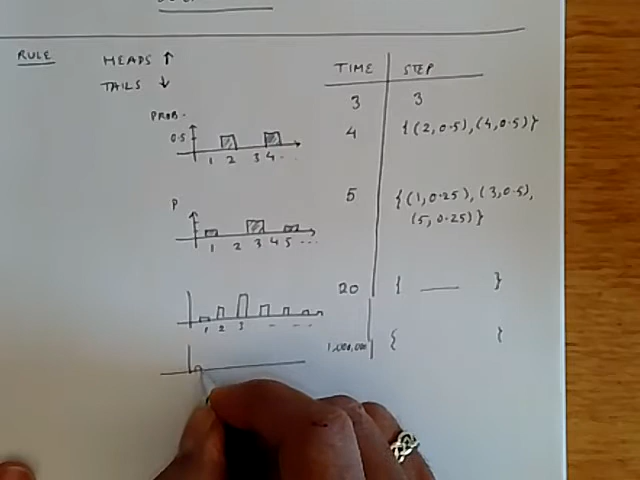 RULE HEADS ↑
TAILS ↓
TIME STEP
3 3
PROB.
0.5
1 2 3 4 ..
4 {(2,0.5),(4,0.5)}
P
1 2 3 4 5 ...
5 {(1,0.25),(3,0.5),
(5,0.25)}
1 2 3 .. ...
20 { ___ }
1,000,000 { }